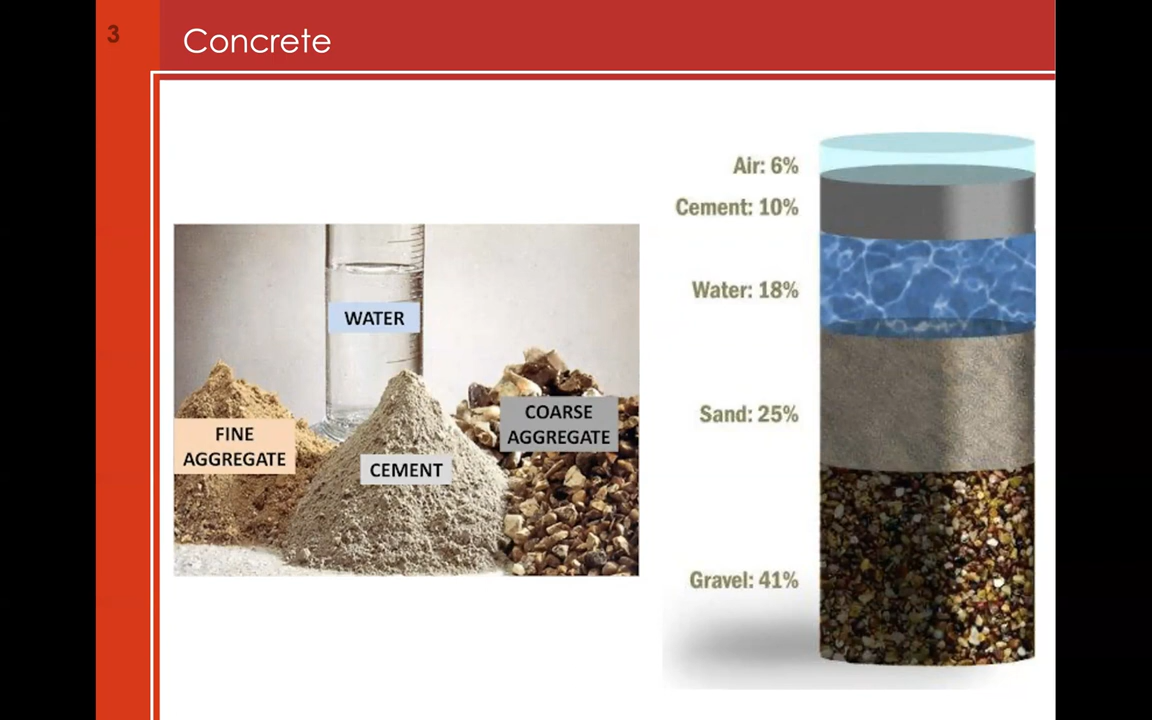 3
Concrete
WATER
FINE
AGGREGATE
CEMENT
COARSE
AGGREGATE
Air: 6%
Cement: 10%
Water: 18%
Sand: 25%
Gravel: 41%